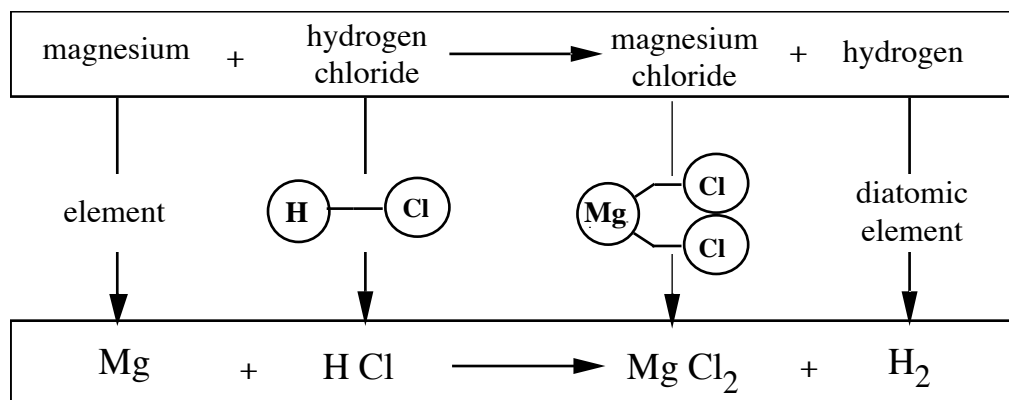 magnesium + hydrogen chloride → magnesium chloride + hydrogen
element
H Cl
Mg Cl Cl
diatomic element
Mg + H Cl → Mg Cl₂ + H₂